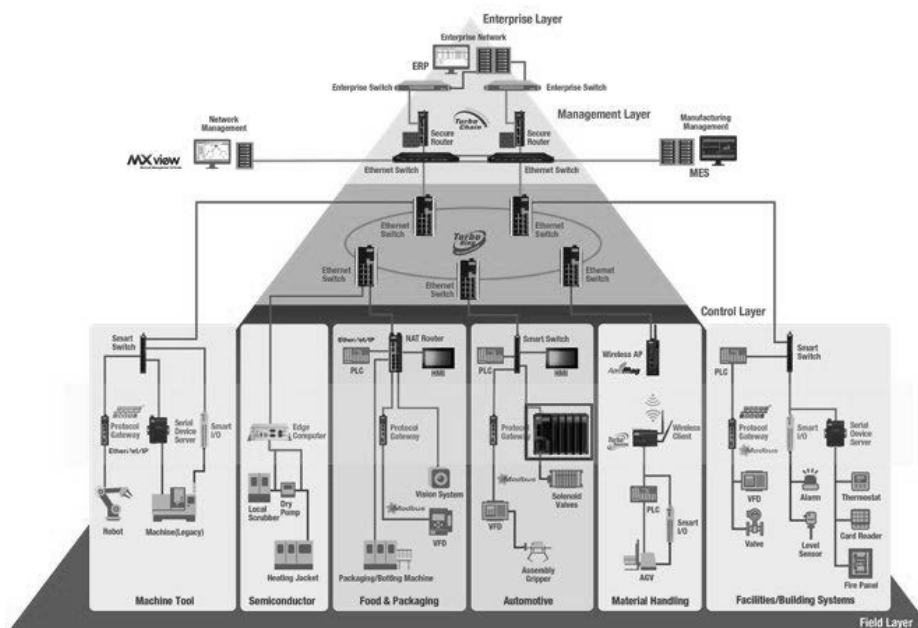 Enterprise Layer
Enterprise Network
ERP
Enterprise Switch
Enterprise Switch
Management Layer
Network
Management
Turbo
Chain
Manufacturing
Management
Secure
Router
Secure
Router
MXview
Ethernet Switch
Ethernet Switch
MES
Ethernet
Switch
Ethernet
Switch
Turbo
Ring
Ethernet
Switch
Ethernet
Switch
Ethernet
Switch
Control Layer
Smart
Switch
EtherNet/IP
NAT Router
PLC
HMI
Smart Switch
PLC
HMI
Wireless AP
AeroMag
Smart
Switch
PLC
Protocol
Gateway
EtherNet/IP
Serial
Device
Server
Smart
I/O
Edge
Computer
Protocol
Gateway
Protocol
Gateway
Modbus
Turbo
Wireless
Client
Protocol
Gateway
Modbus
Smart
I/O
Serial
Device
Server
Robot
Machine(Legacy)
Local
Scrubber
Dry
Pump
Vision System
Modbus
VFD
Solenoid
Valves
VFD
PLC
Smart
I/O
VFD
Alarm
Thermostat
Valve
Level
Sensor
Card Reader
Heating Jacket
Packaging/Bottling Machine
Assembly
Gripper
AGV
Fire Panel
Machine Tool
Semiconductor
Food & Packaging
Automotive
Material Handling
Facilities/Building Systems
Field Layer